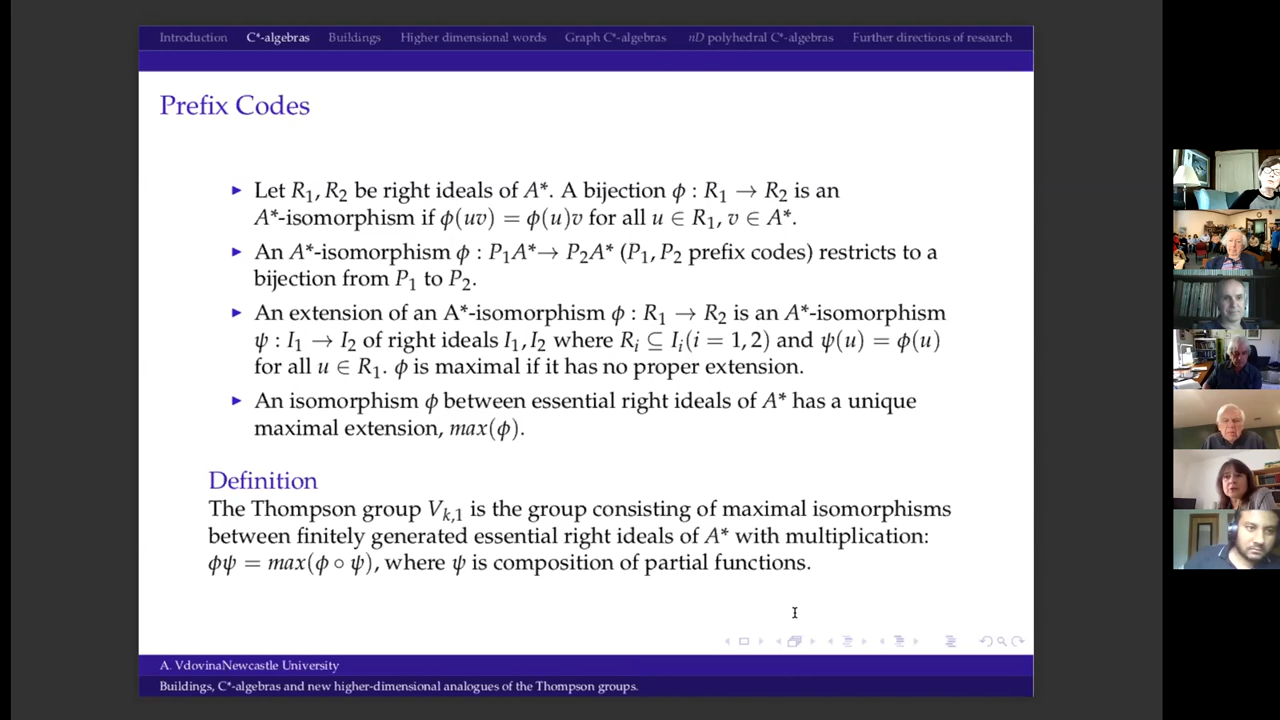 Introduction C*-algebras Buildings Higher dimensional words Graph C*-algebras nD polyhedral C*-algebras Further directions of research
Prefix Codes
Let R₁, R₂ be right ideals of A*. A bijection ϕ : R₁ → R₂ is an
A*-isomorphism if ϕ(uv) = ϕ(u)v for all u ∈ R₁, v ∈ A*.
An A*-isomorphism ϕ : P₁A*→ P₂A* (P₁, P₂ prefix codes) restricts to a
bijection from P₁ to P₂.
An extension of an A*-isomorphism ϕ : R₁ → R₂ is an A*-isomorphism
ψ : I₁ → I₂ of right ideals I₁, I₂ where Rᵢ ⊆ Iᵢ(i = 1, 2) and ψ(u) = ϕ(u)
for all u ∈ R₁. ϕ is maximal if it has no proper extension.
An isomorphism ϕ between essential right ideals of A* has a unique
maximal extension, max(ϕ).
Definition
The Thompson group Vk,1 is the group consisting of maximal isomorphisms
between finitely generated essential right ideals of A* with multiplication:
ϕψ = max(ϕ ∘ ψ), where ψ is composition of partial functions.
A. VdovinaNewcastle University
Buildings, C*-algebras and new higher-dimensional analogues of the Thompson groups.